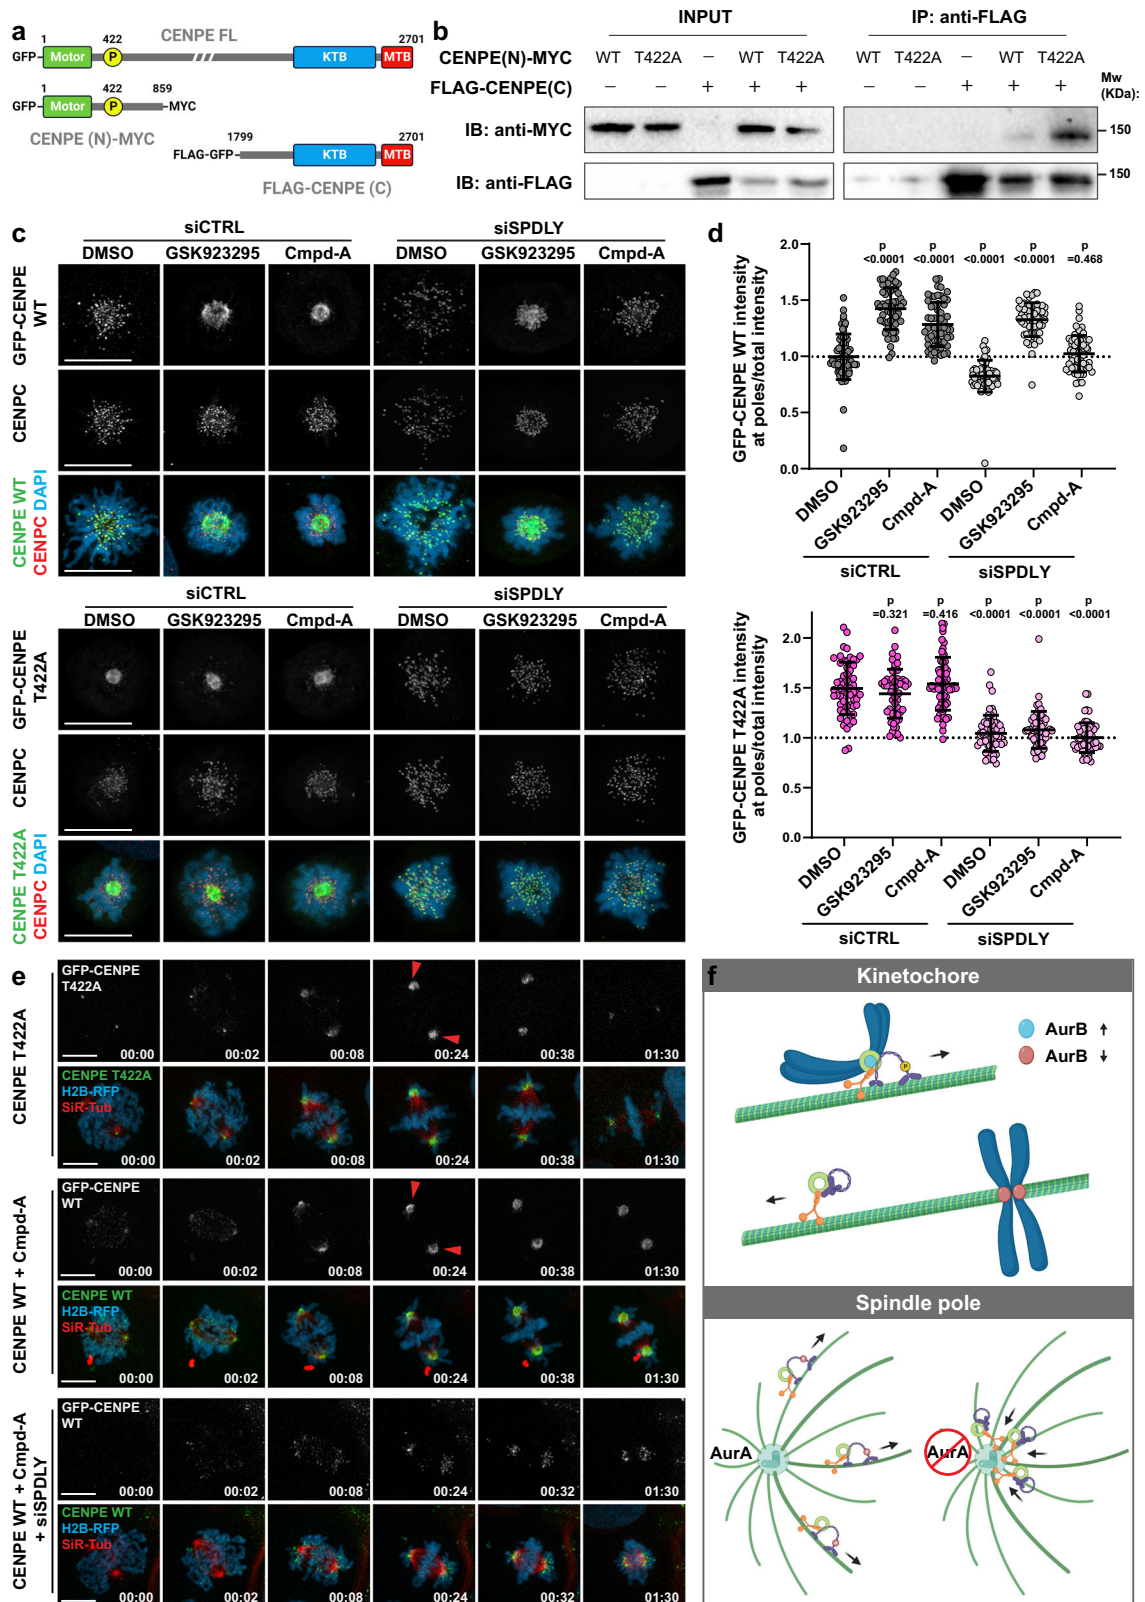 a
1
422
CENPE FL
2701
GFP
Motor
P
KTB
MTB
1
422
859
GFP
Motor
P
MYC
CENPE (N)-MYC
1799
2701
FLAG-GFP
KTB
MTB
FLAG-CENPE (C)
b
INPUT
IP: anti-FLAG
CENPE(N)-MYC WT T422A – WT T422A WT T422A – WT T422A
FLAG-CENPE(C) – – + + + – – + + +
Mw
(KDa):
IB: anti-MYC
150
IB: anti-FLAG
150
c
siCTRL
siSPDLY
DMSO GSK923295 Cmpd-A DMSO GSK923295 Cmpd-A
GFP-CENPE
WT
CENPC
CENPE WT
CENPC DAPI
siCTRL
siSPDLY
DMSO GSK923295 Cmpd-A DMSO GSK923295 Cmpd-A
GFP-CENPE
T422A
CENPC
CENPE T422A
CENPC DAPI
d
GFP-CENPE WT intensity
at poles/total intensity
2.0
1.5
1.0
0.5
0.0
p p p p p
<0.0001 <0.0001 <0.0001 <0.0001 =0.468
DMSO GSK923295 Cmpd-A DMSO GSK923295 Cmpd-A
siCTRL
siSPDLY
GFP-CENPE T422A intensity
at poles/total intensity
2.0
1.5
1.0
0.5
0.0
p p p p p
=0.321 =0.416 <0.0001 <0.0001 <0.0001
DMSO GSK923295 Cmpd-A DMSO GSK923295 Cmpd-A
siCTRL
siSPDLY
e
CENPE T422A
GFP-CENPE
T422A
00:00 00:02 00:08 00:24 00:38 01:30
CENPE T422A
H2B-RFP
SiR-Tub
00:00 00:02 00:08 00:24 00:38 01:30
CENPE WT + Cmpd-A
GFP-CENPE
WT
00:00 00:02 00:08 00:24 00:38 01:30
CENPE WT
H2B-RFP
SiR-Tub
00:00 00:02 00:08 00:24 00:38 01:30
CENPE WT + Cmpd-A
+ siSPDLY
GFP-CENPE
WT
00:00 00:02 00:08 00:24 00:32 01:30
CENPE WT
H2B-RFP
SiR-Tub
00:00 00:02 00:08 00:24 00:32 01:30
f
Kinetochore
AurB ↑
AurB ↓
P
Spindle pole
AurA
AurA